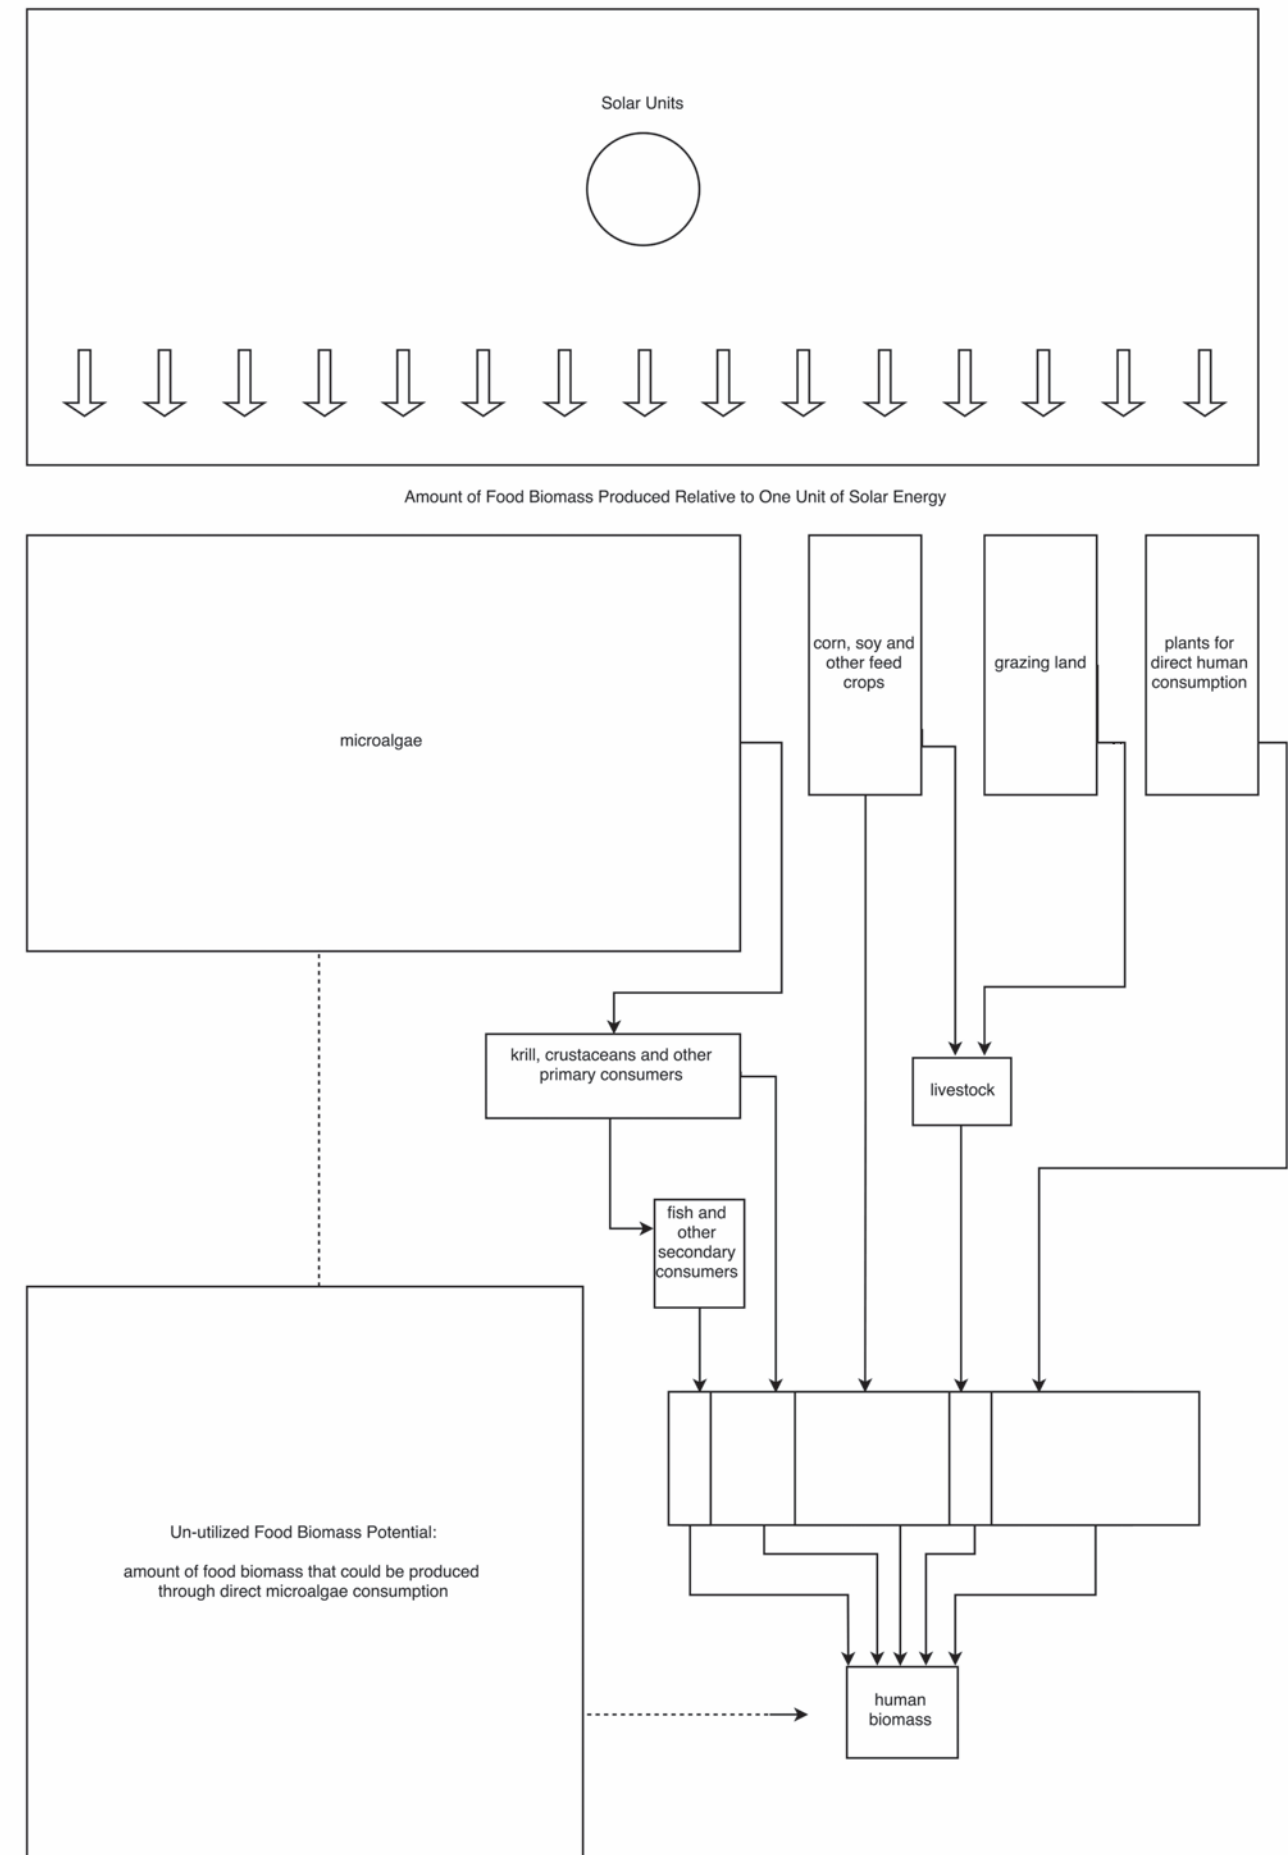 Solar Units
Amount of Food Biomass Produced Relative to One Unit of Solar Energy
microalgae
corn, soy and
other feed
crops
grazing land
plants for
direct human
consumption
krill, crustaceans and other
primary consumers
livestock
fish and
other
secondary
consumers
Un-utilized Food Biomass Potential:
amount of food biomass that could be produced
through direct microalgae consumption
human
biomass